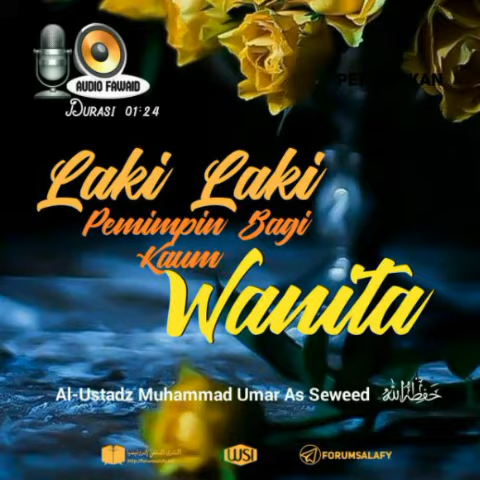 AUDIO FAWAID
DURASI 01:24
Laki Laki
Pemimpin Bagi
Kaum
Wanita
Al-Ustadz Muhammad Umar As Seweed حفظه الله
WSI
FORUMSALAFY